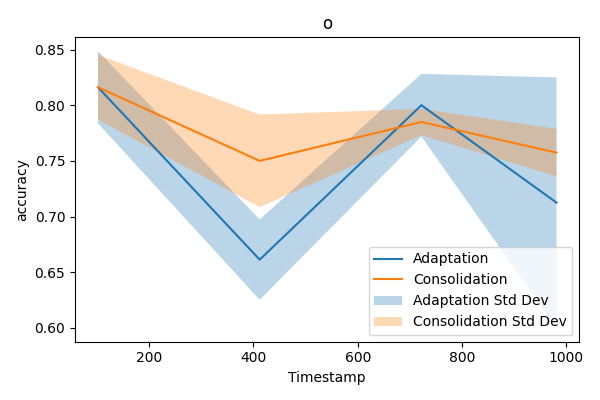 o
accuracy
0.85
0.80
0.75
0.70
0.65
0.60
200
400
600
800
1000
Timestamp
Adaptation
Consolidation
Adaptation Std Dev
Consolidation Std Dev